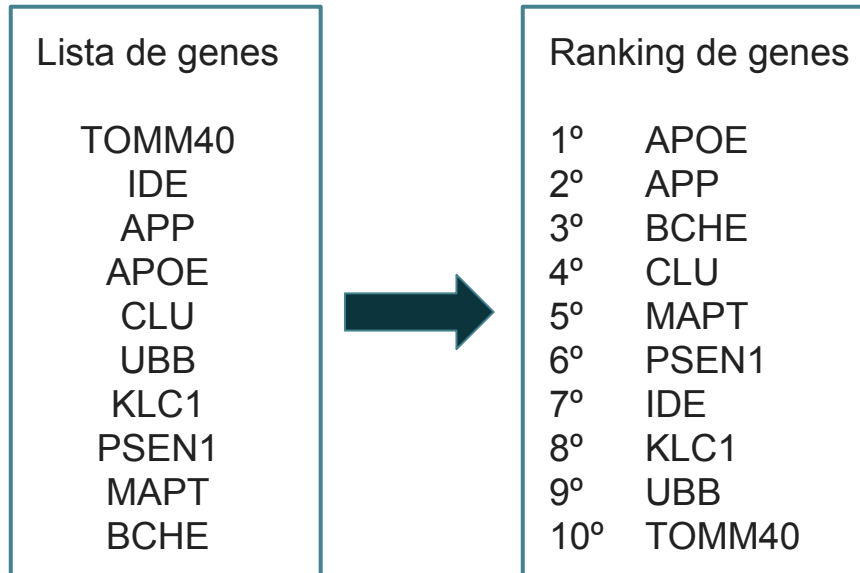 Lista de genes
TOMM40
IDE
APP
APOE
CLU
UBB
KLC1
PSEN1
MAPT
BCHE
Ranking de genes
1º APOE
2º APP
3º BCHE
4º CLU
5º MAPT
6º PSEN1
7º IDE
8º KLC1
9º UBB
10º TOMM40